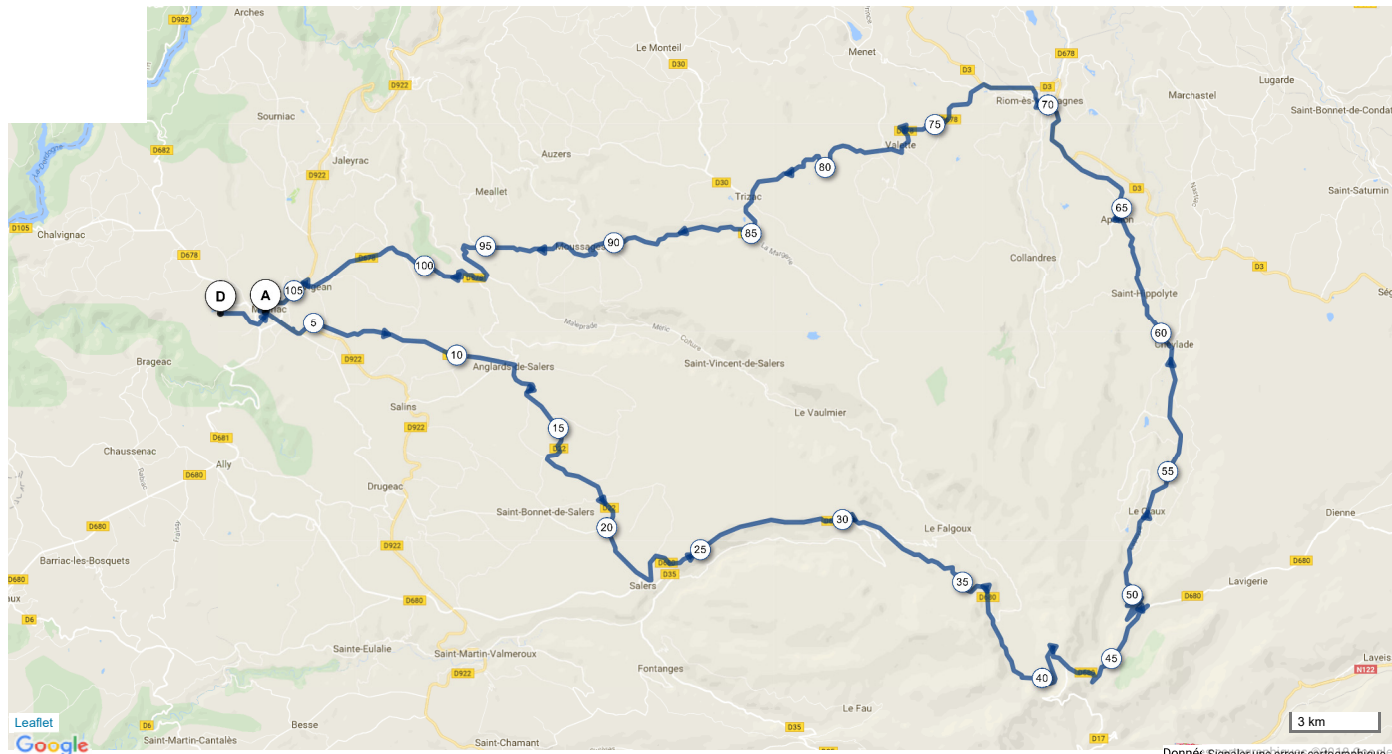 D982
Arches
Le Monteil
Menet
D678
D30
D3
D922
D3
Lugarde
Marchastel
Riom-ès
gnes
70
Saint-Bonnet-de-Condat
Sourniac
75
Valette
D682
Jaleyrac
Auzers
80
D922
Meallet
D30
Trizac
D3
Saint-Saturnin
65
D105
Chalvignac
85
90
95
Collandres
D678
100
D3
Saint-Hippolyte
D
A
105
5
60
Saint-Vincent-de-Salers
10
Brageac
D922
Anglards-de-Salers
Salins
Le Vaulmier
D922
15
D681
Chaussenac
Ally
D680
55
Drugeac
Saint-Bonnet-de-Salers
20
30
Dienne
D680
Le Falgoux
D922
25
Barriac-les-Bosquets
D680
D680
D35
Salers
35
Lavigerie
D680
50
D680
D6
Sainte-Eulalie
Saint-Martin-Valmeroux
45
Fontanges
D922
40
N122
Le Fau
Leaflet
Besse
D6
D35
3 km
Saint-Martin-Cantalès
Saint-Chamant
D17
Google